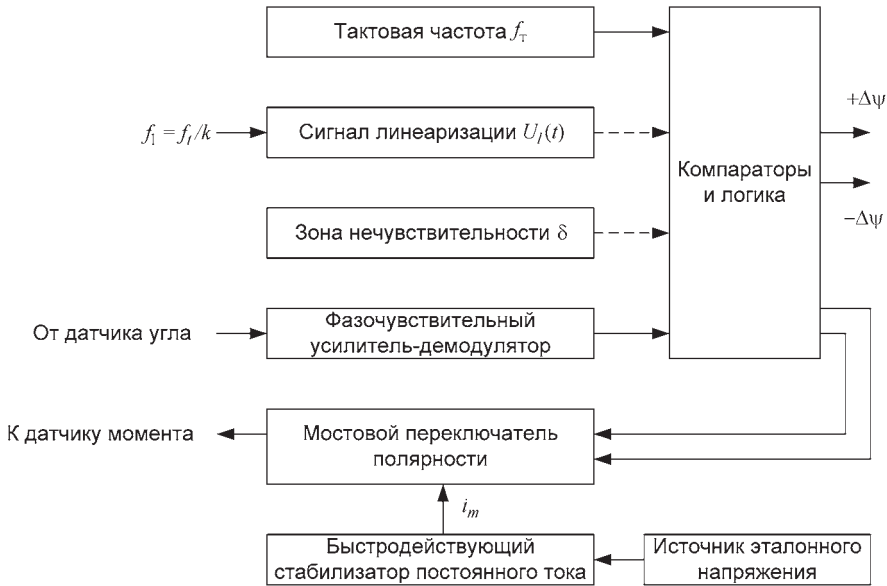 Тактовая частота fт
f1 = ft/k
Сигнал линеаризации Ul(t)
Зона нечувствительности δ
Компараторы
и логика
+Δψ
−Δψ
От датчика угла
Фазочувствительный
усилитель-демодулятор
К датчику момента
Мостовой переключатель
полярности
im
Быстродействующий
стабилизатор постоянного тока
Источник эталонного
напряжения